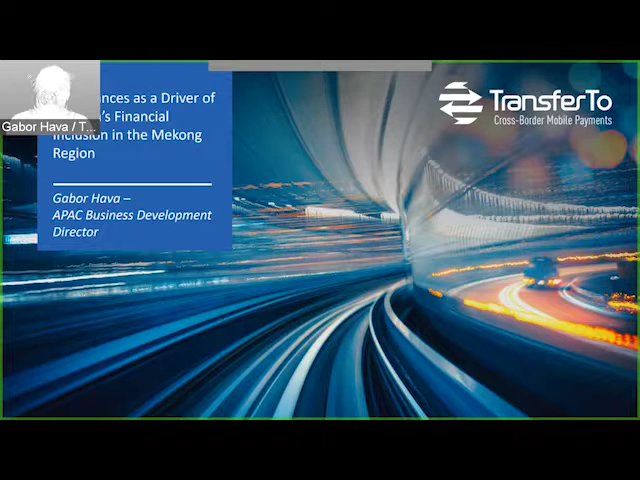 Gabor Hava / T...
ances as a Driver of
's Financial
Inclusion in the Mekong
Region
Gabor Hava –
APAC Business Development
Director
TransferTo
Cross-Border Mobile Payments